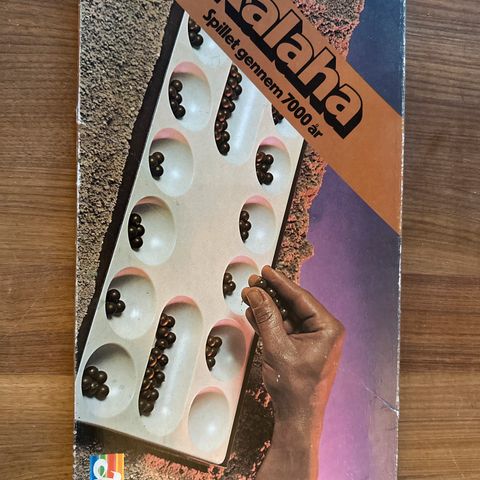 Kalaha
Spillet gennem 7000 år